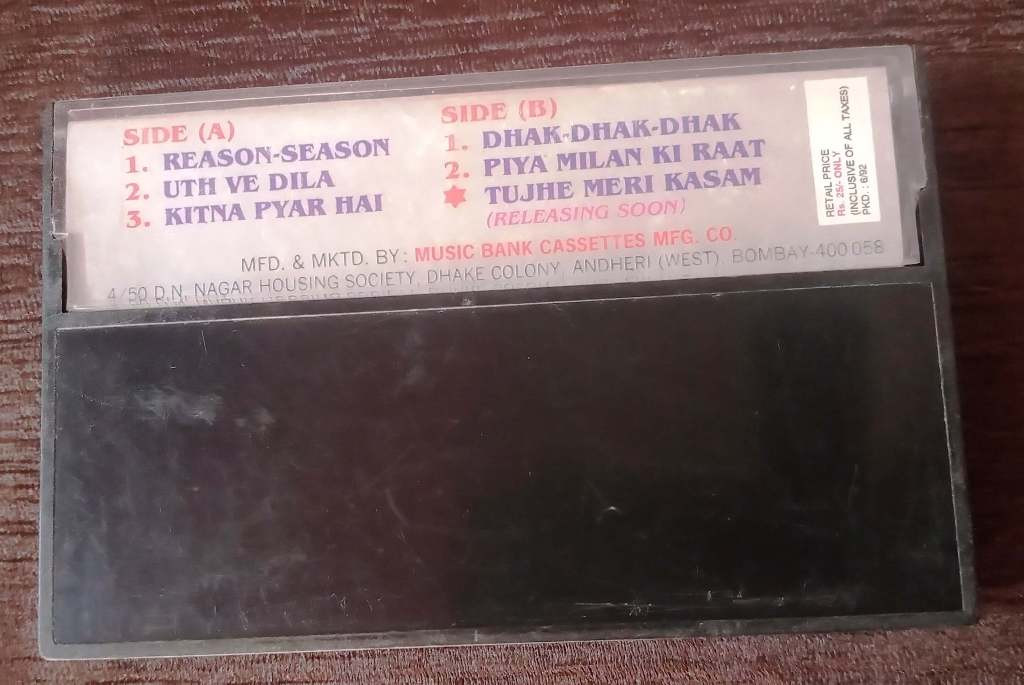 SIDE (A)
1. REASON-SEASON
2. UTH VE DILA
3. KITNA PYAR HAI
SIDE (B)
1. DHAK-DHAK-DHAK
2. PIYA MILAN KI RAAT
✶ TUJHE MERI KASAM
(RELEASING SOON)
MFD. & MKTD. BY: MUSIC BANK CASSETTES MFG. CO.
4/50 D.N. NAGAR HOUSING SOCIETY, DHAKE COLONY, ANDHERI (WEST) BOMBAY-400 058
RETAIL PRICE
Rs. 25/- ONLY
(INCLUSIVE OF ALL TAXES)
PKD. : 6/92